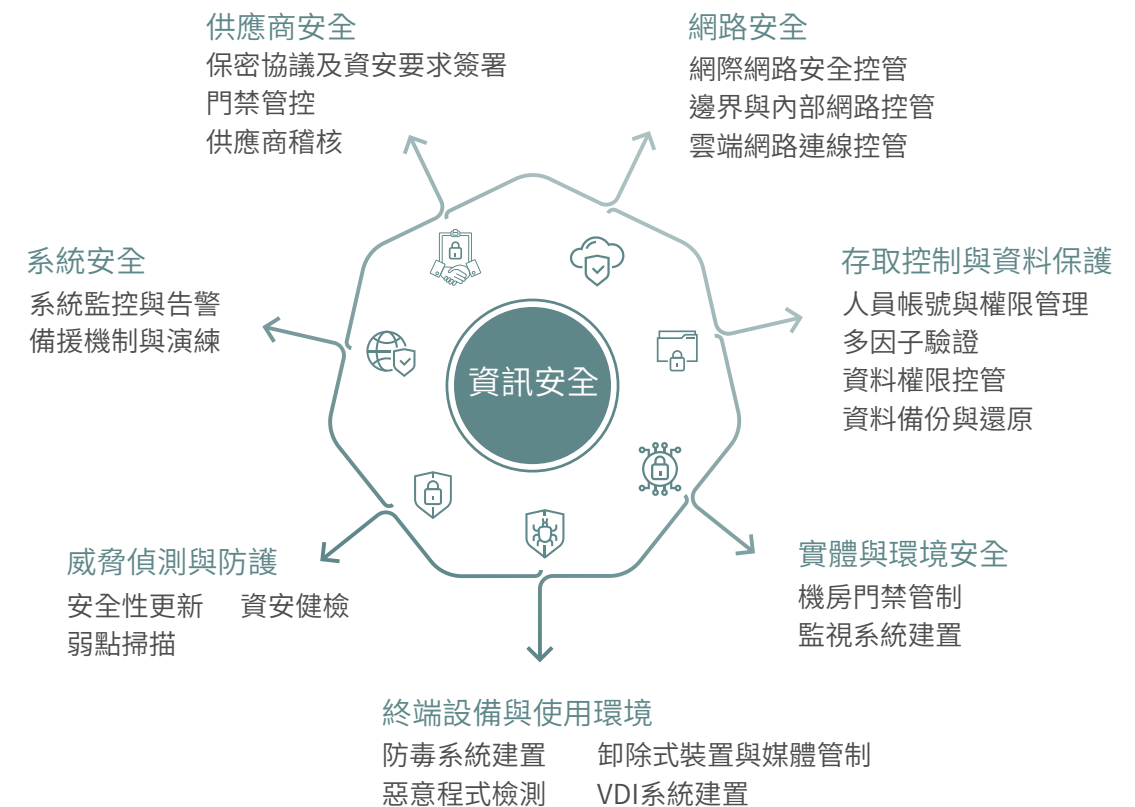 供應商安全
保密協議及資安要求簽署
門禁管控
供應商稽核
網路安全
網際網路安全控管
邊界與內部網路控管
雲端網路連線控管
系統安全
系統監控與告警
備援機制與演練
資訊安全
存取控制與資料保護
人員帳號與權限管理
多因子驗證
資料權限控管
資料備份與還原
威脅偵測與防護
安全性更新 資安健檢
弱點掃描
實體與環境安全
機房門禁管制
監視系統建置
終端設備與使用環境
防毒系統建置 卸除式裝置與媒體管制
惡意程式檢測 VDI系統建置